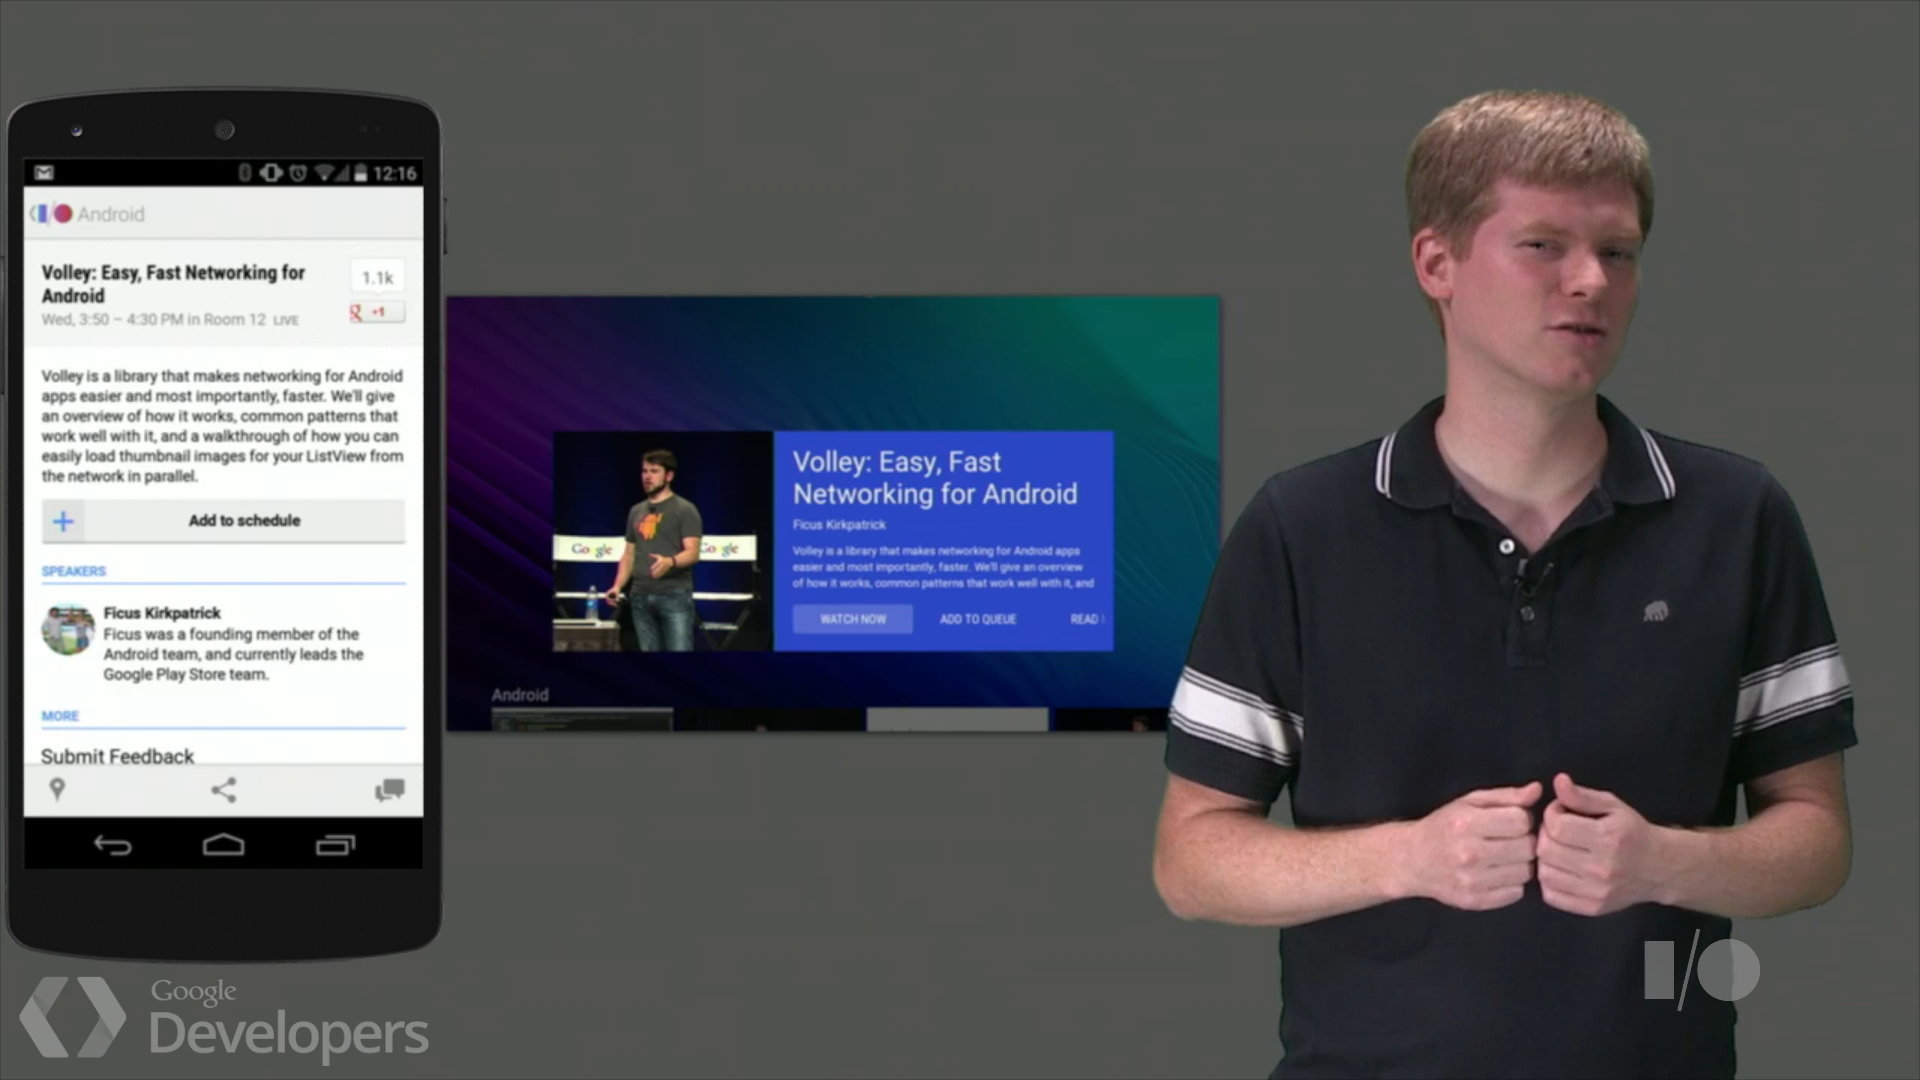 12:16
Android
Volley: Easy, Fast Networking for
Android
Wed, 3:50 – 4:30 PM in Room 12 LIVE
1.1k
+1
Volley is a library that makes networking for Android
apps easier and most importantly, faster. We'll give
an overview of how it works, common patterns that
work well with it, and a walkthrough of how you can
easily load thumbnail images for your ListView from
the network in parallel.
Add to schedule
SPEAKERS
Ficus Kirkpatrick
Ficus was a founding member of the
Android team, and currently leads the
Google Play Store team.
MORE
Submit Feedback
Google
Google
Volley: Easy, Fast
Networking for Android
Ficus Kirkpatrick
Volley is a library that makes networking for Android apps
easier and most importantly, faster. We'll give an overview
of how it works, common patterns that work well with it, and
WATCH NOW
ADD TO QUEUE
READ
Android
Google
Developers
I/O